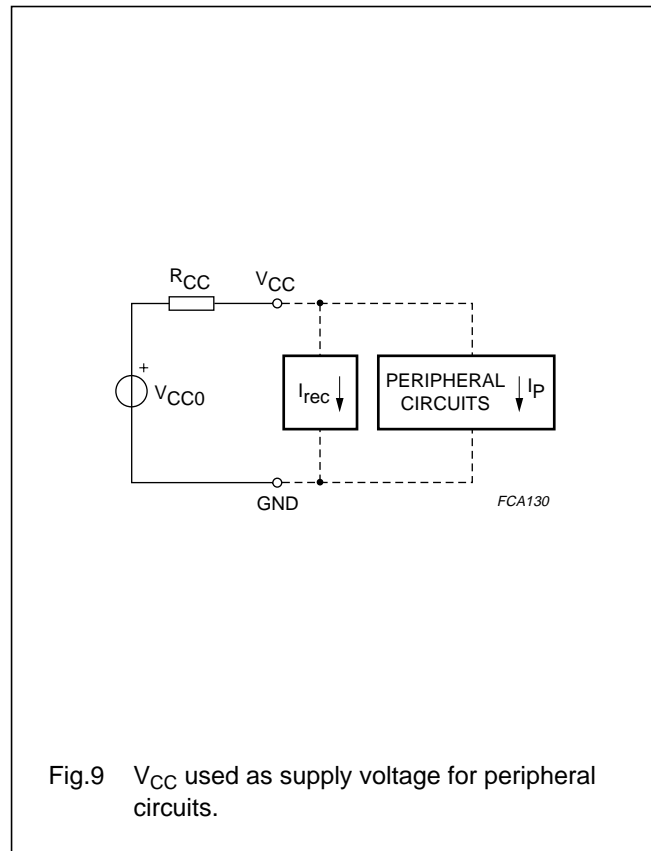 R_CC V_CC
+
V_CC0
I_rec
PERIPHERAL
CIRCUITS
I_P
GND
FCA130
Fig.9 V_CC used as supply voltage for peripheral
circuits.